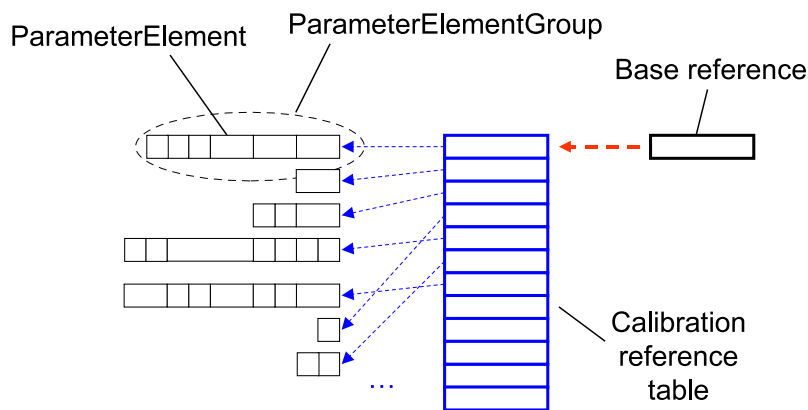 ParameterElement
ParameterElementGroup
Base reference
Calibration
reference
table
...